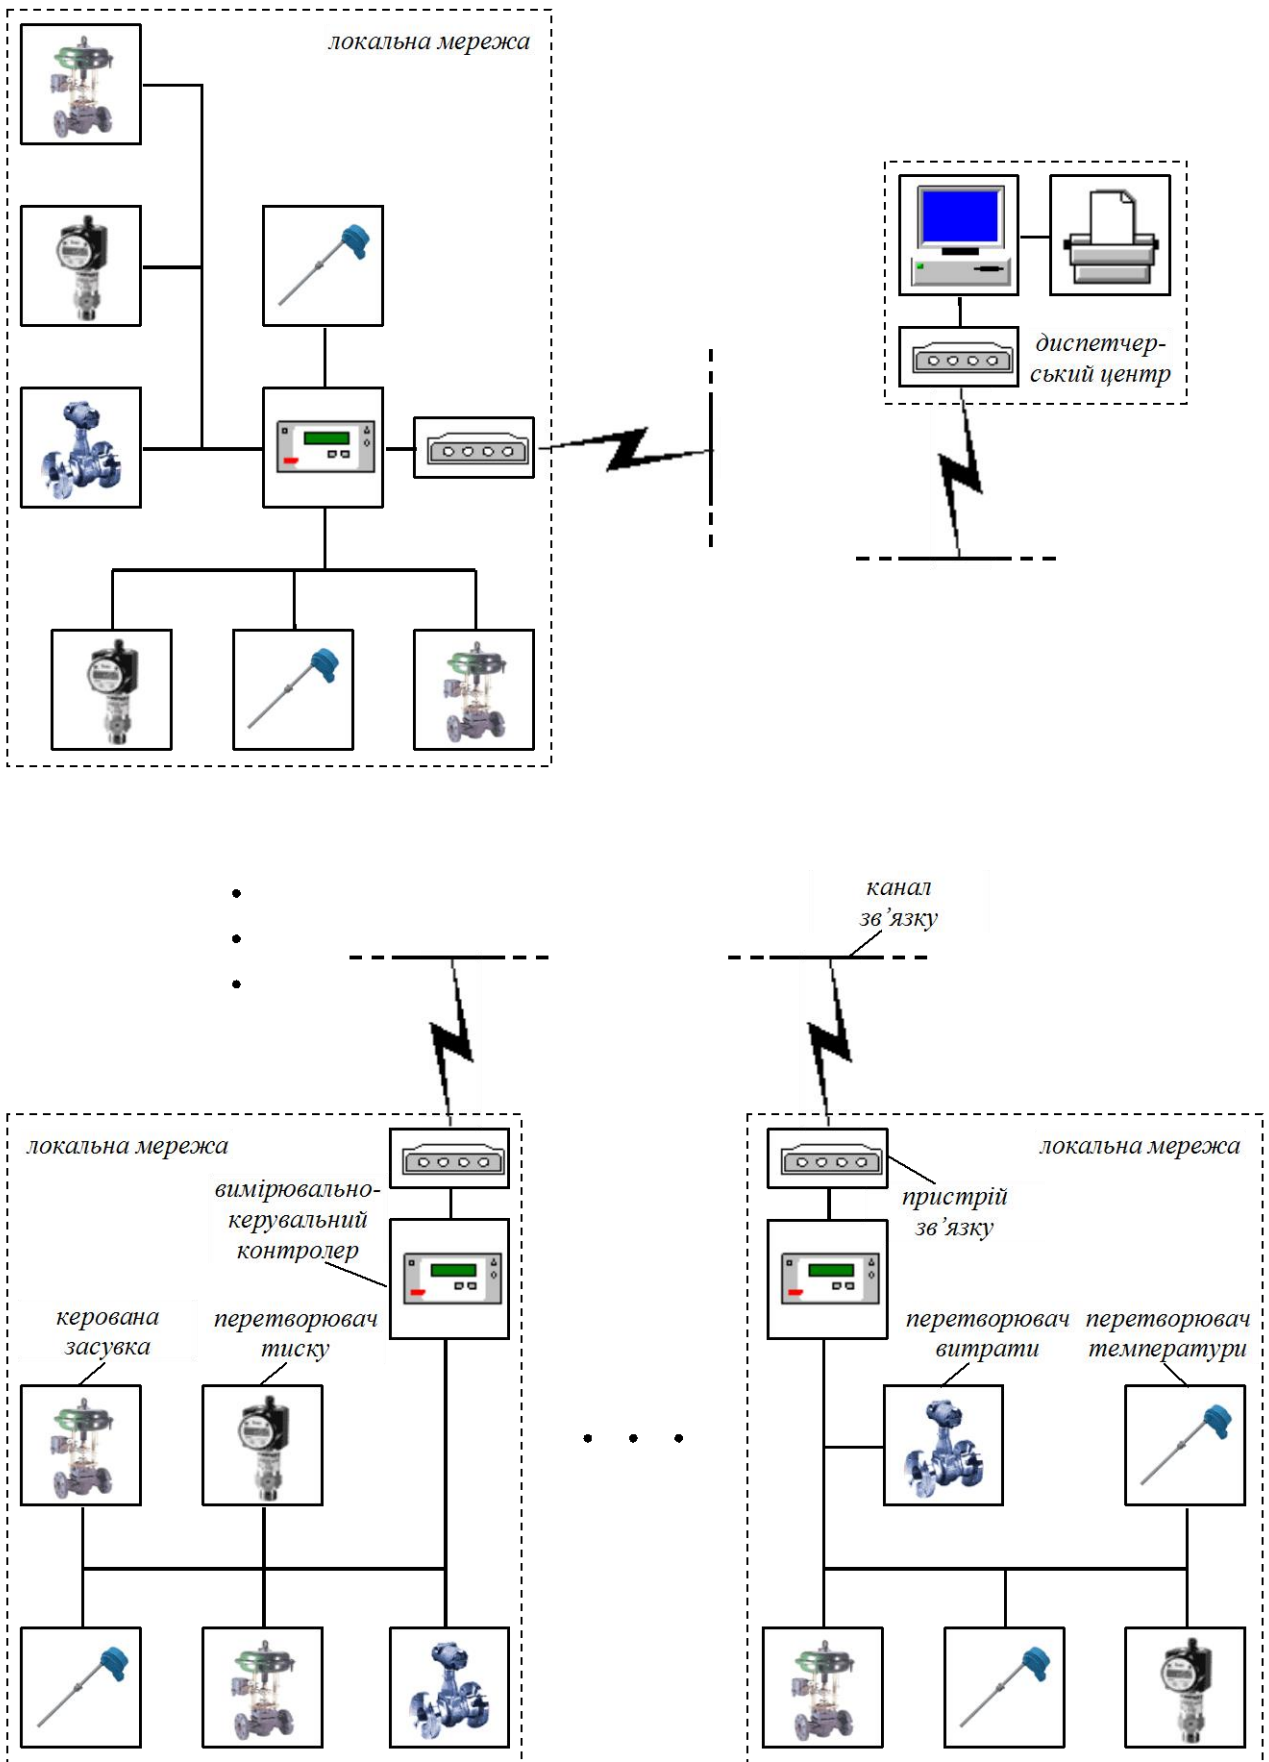 локальна мережа
диспетчер-
ський центр
канал
зв’язку
локальна мережа
вимірювально-
керувальний
контролер
керована
засувка
перетворювач
тиску
локальна мережа
пристрій
зв’язку
перетворювач
витрати
перетворювач
температури